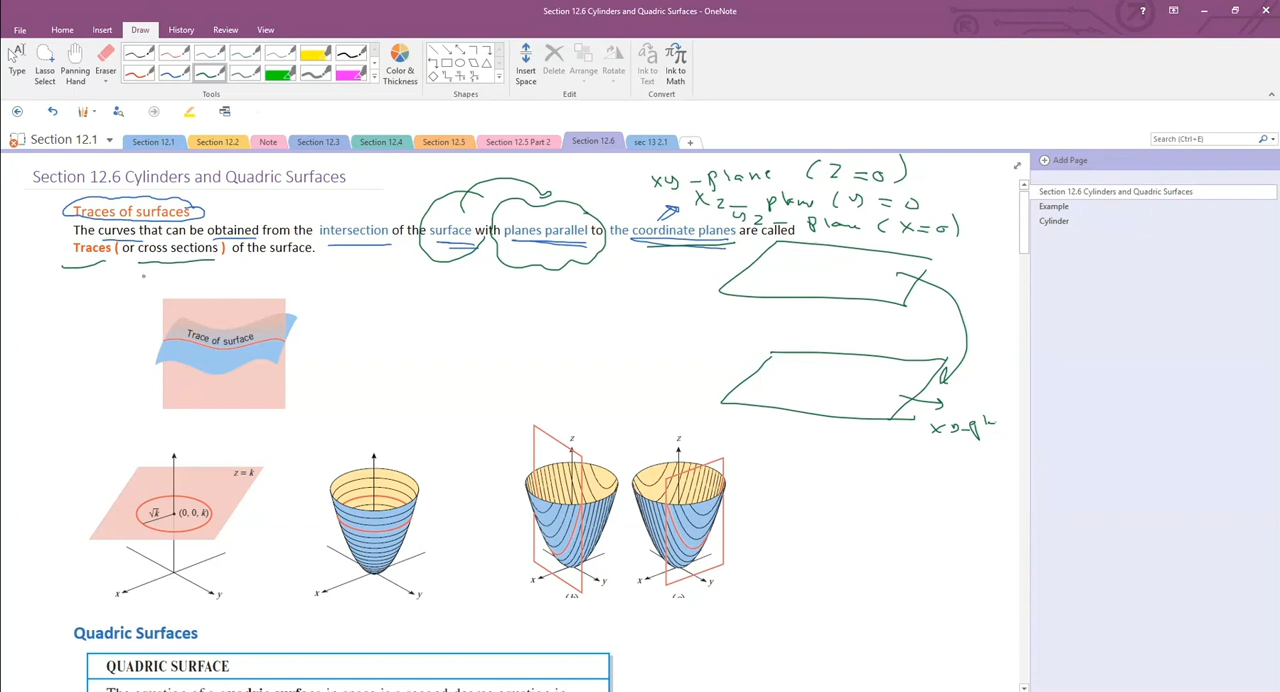 Section 12.6 Cylinders and Quadric Surfaces - OneNote
File Home Insert Draw History Review View
Type
Lasso Select
Panning Hand
Eraser
Color & Thickness
Insert Space
Delete
Arrange
Rotate
Ink to Text
Ink to Math
Tools
Shapes
Edit
Convert
Section 12.1
Section 12.1 Section 12.2 Note Section 12.3 Section 12.4 Section 12.5 Section 12.5 Part 2 Section 12.6 sec 13 2.1
Search (Ctrl+E)
Add Page
Section 12.6 Cylinders and Quadric Surfaces
Example
Cylinder
Section 12.6 Cylinders and Quadric Surfaces
xy-plane (Z=0)
xz- plan (y=0
yz- plan (x=0)
Traces of surfaces
The curves that can be obtained from the intersection of the surface with planes parallel to the coordinate planes are called
Traces ( or cross sections ) of the surface.
Trace of surface
z = k
√k
(0, 0, k)
x
y
x
y
z
x
y
(b)
z
x
y
Quadric Surfaces
QUADRIC SURFACE